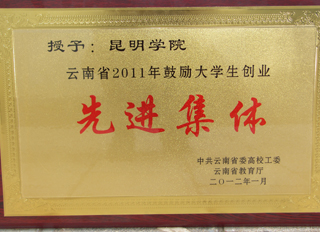 授予：昆明学院
云南省2011年鼓励大学生创业
先进集体
中共云南省委高校工委
云南省教育厅
二〇一二年一月